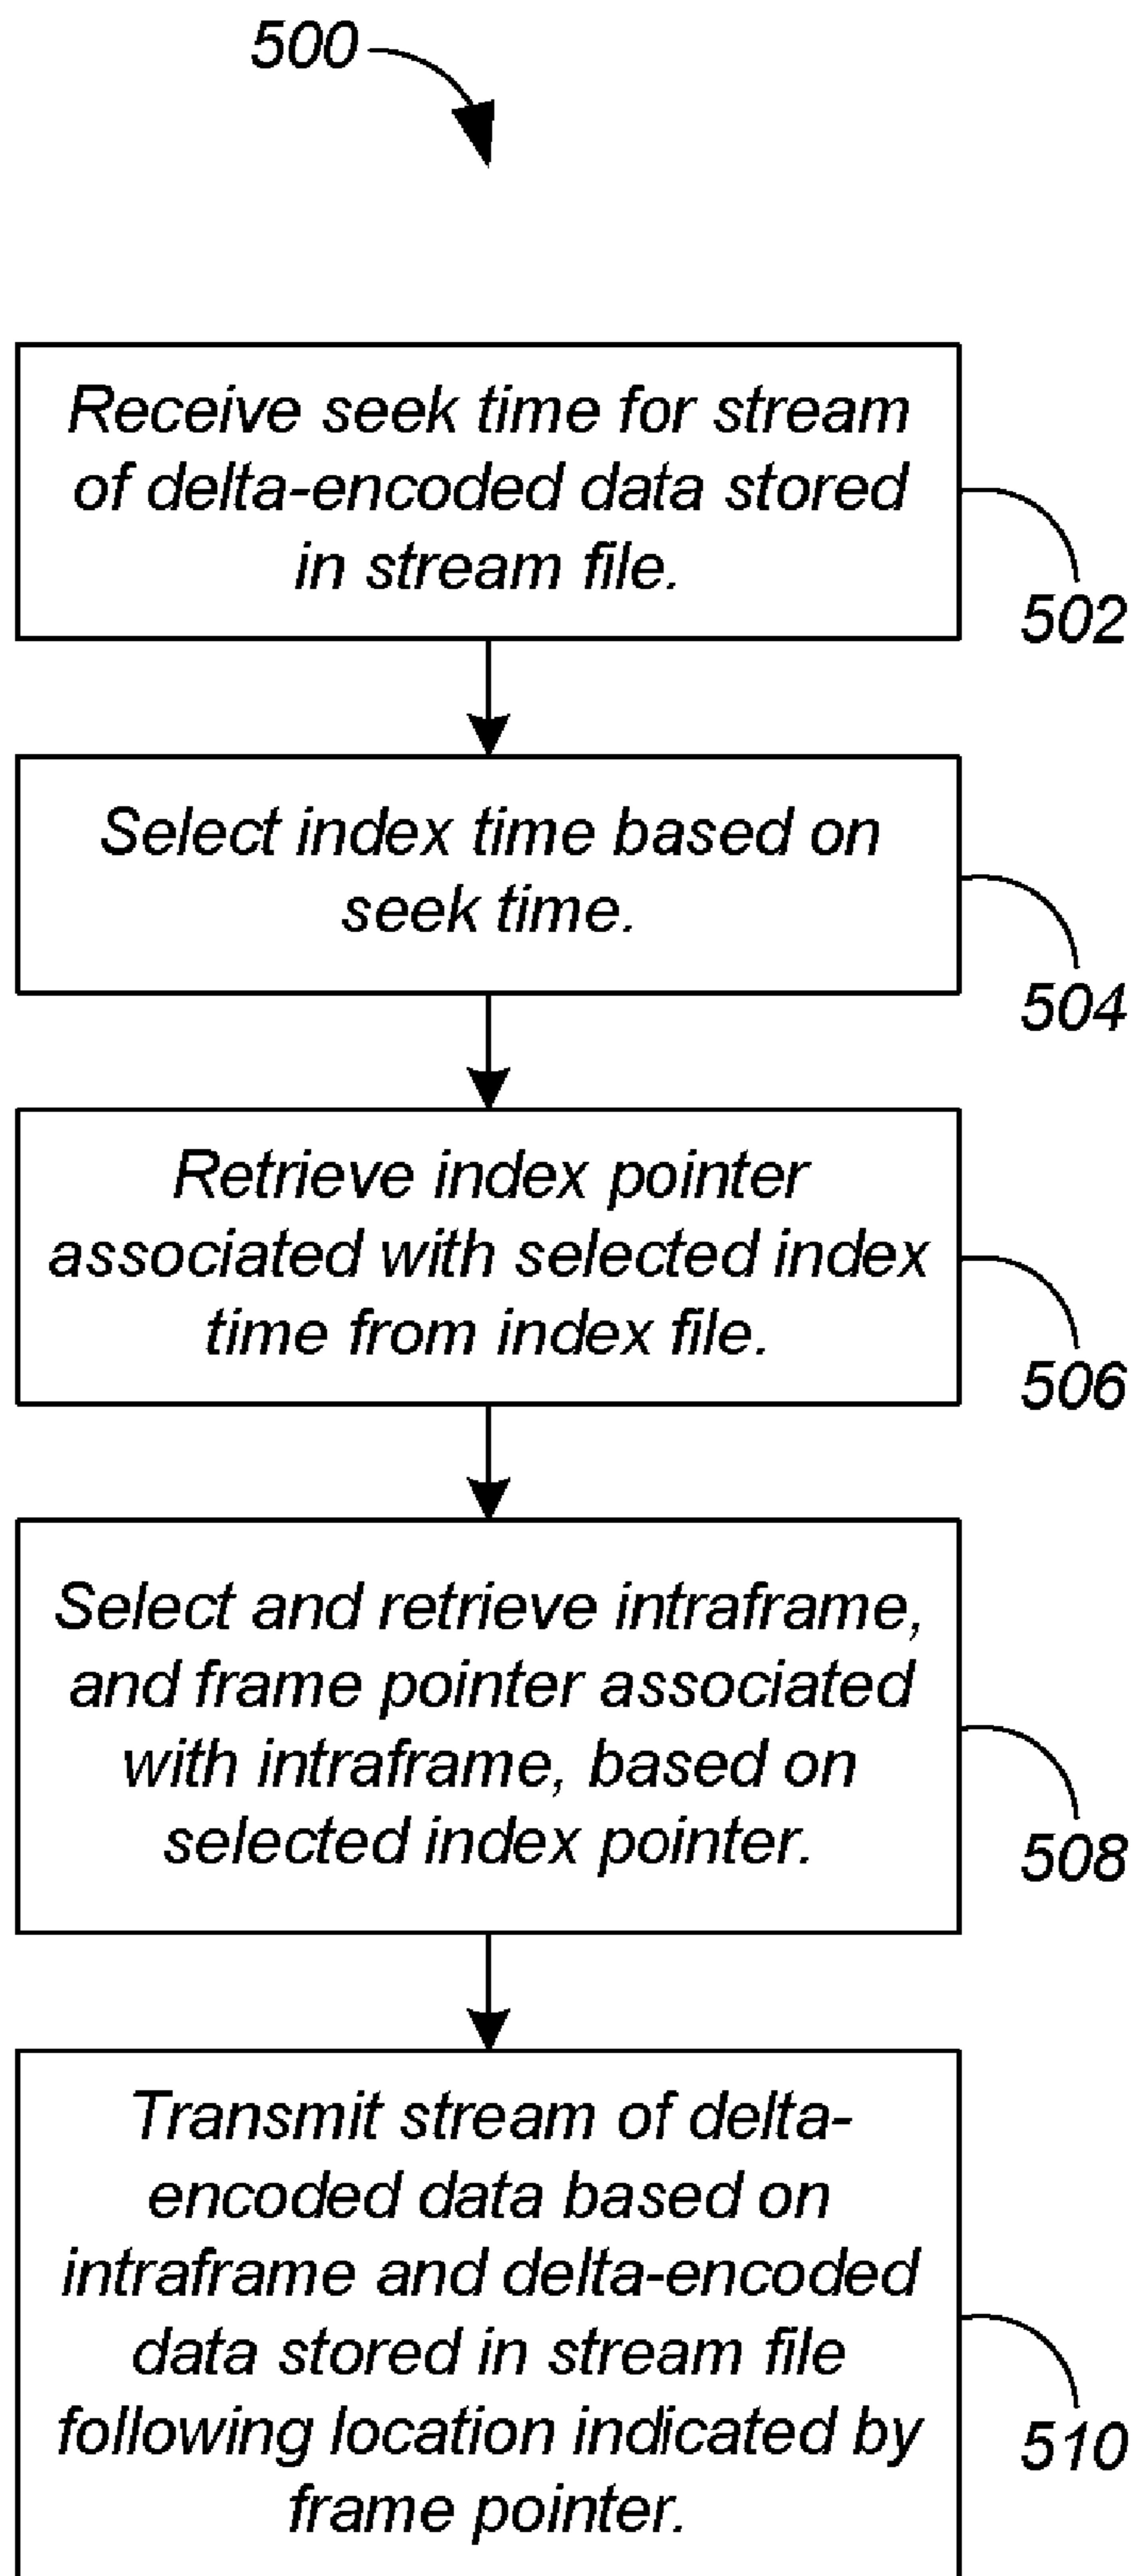 500
Receive seek time for stream
of delta-encoded data stored
in stream file.
502
Select index time based on
seek time.
504
Retrieve index pointer
associated with selected index
time from index file.
506
Select and retrieve intraframe,
and frame pointer associated
with intraframe, based on
selected index pointer.
508
Transmit stream of delta-
encoded data based on
intraframe and delta-encoded
data stored in stream file
following location indicated by
frame pointer.
510